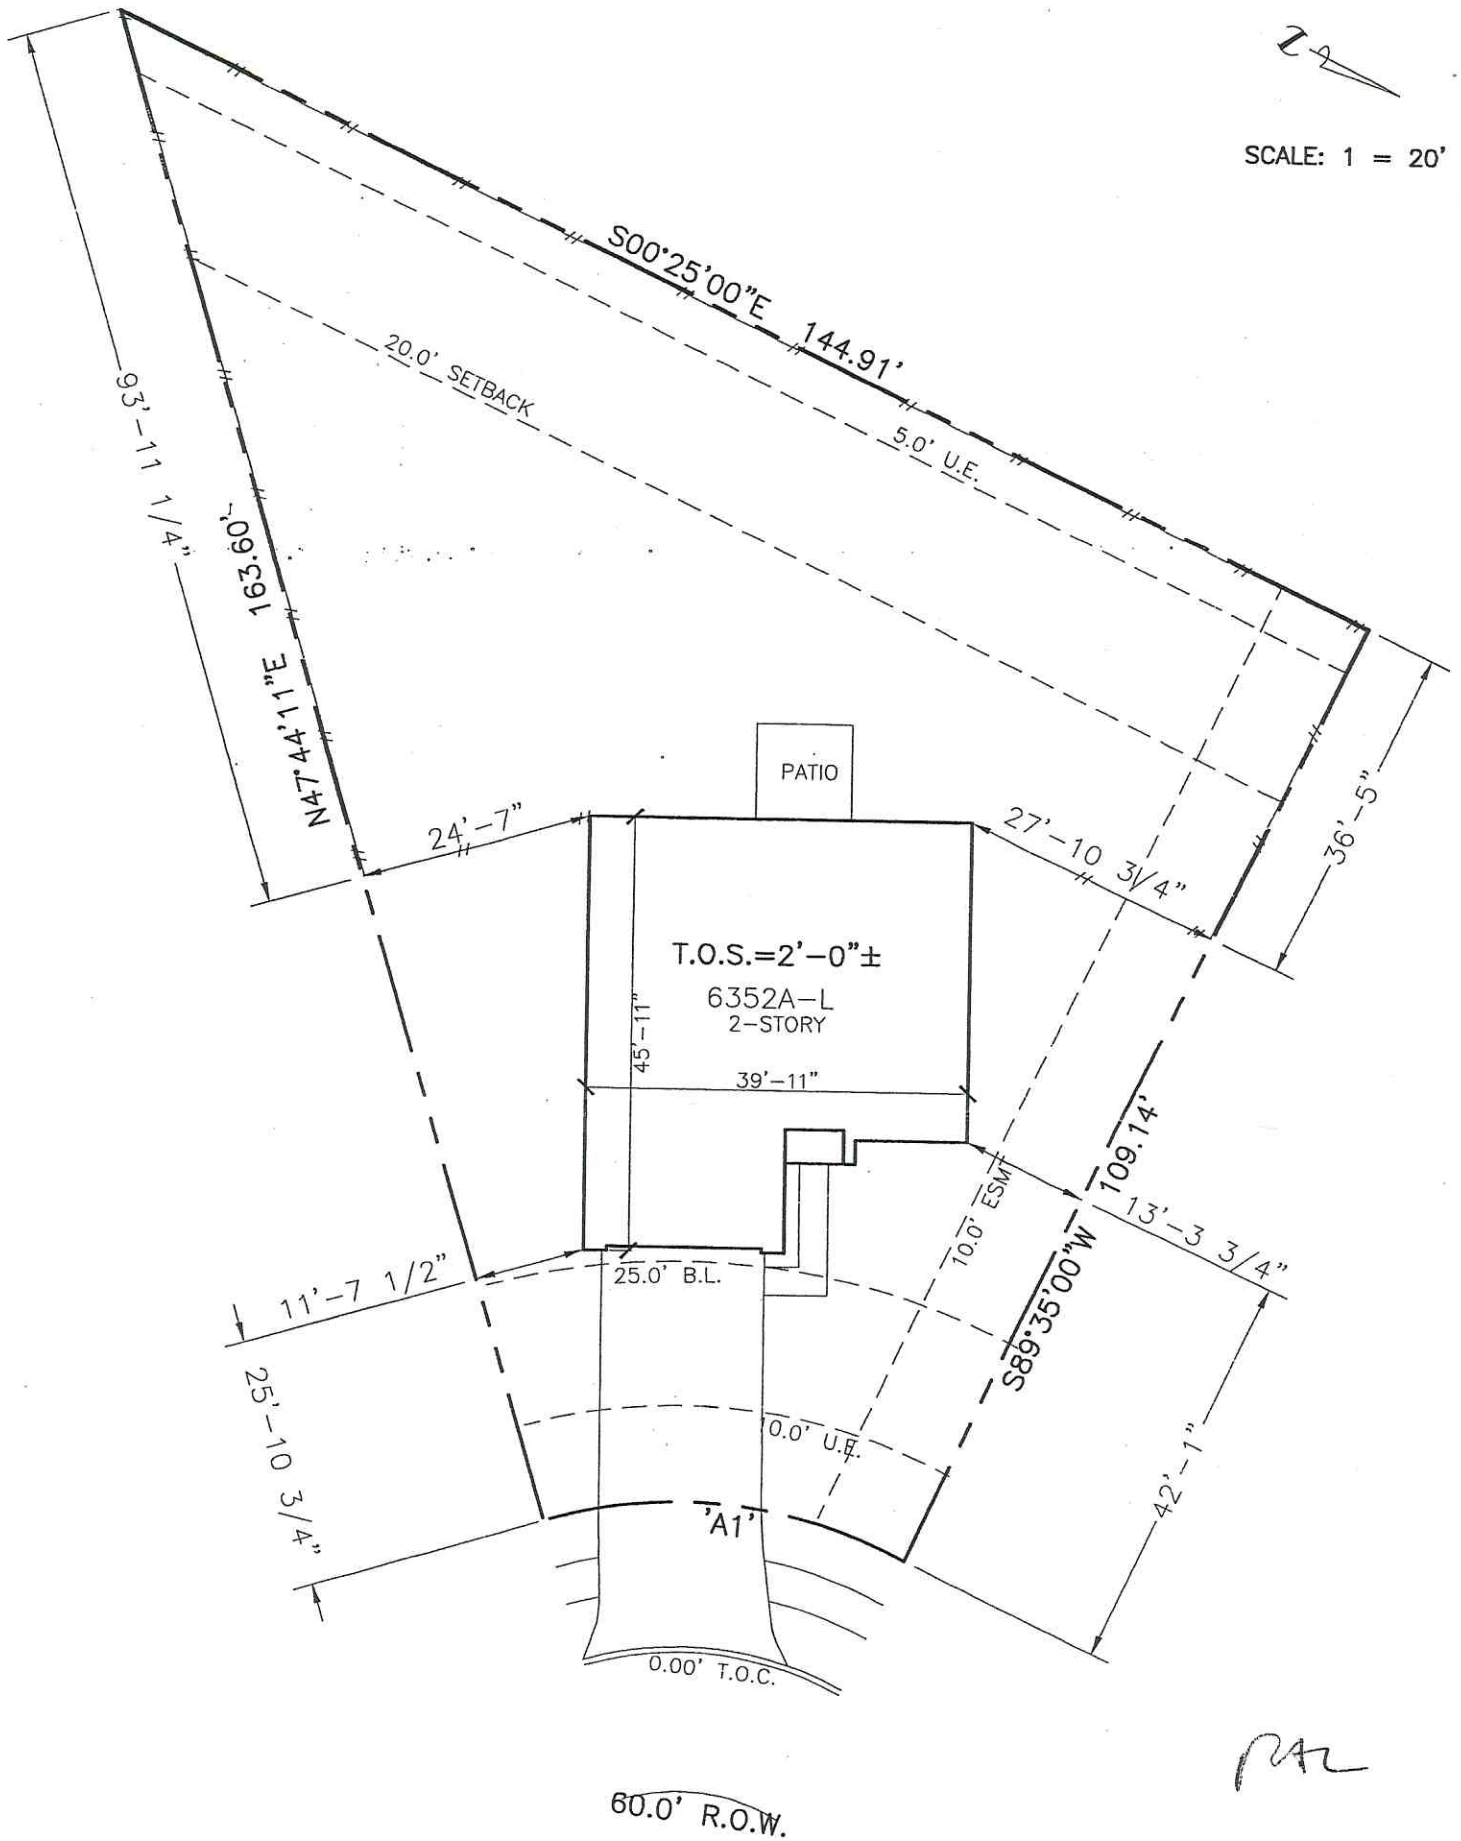 SCALE: 1 = 20'
S00°25'00"E 144.91'
20.0' SETBACK
5.0' U.E.
93'-11 1/4"
N47°44'11"E 163.60'
PATIO
24'-7"
27'-10 3/4"
36'-5"
T.O.S.=2'-0"±
6352A-L
2-STORY
45'-11"
39'-11"
109.14'
S89°35'00"W
10.0' ESMT
13'-3 3/4"
11'-7 1/2"
25.0' B.L.
25'-10 3/4"
10.0' U.E.
42'-1"
'A1'
0.00' T.O.C.
60.0' R.O.W.